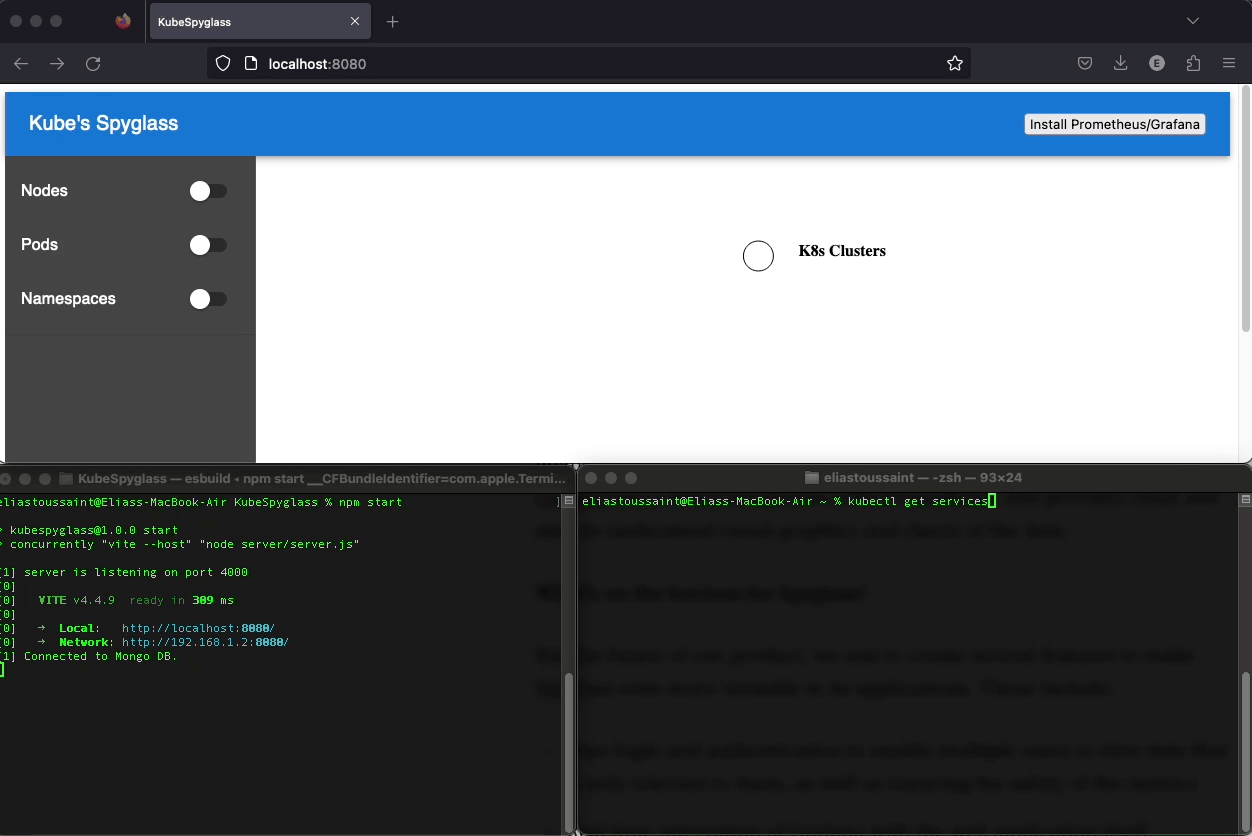 KubeSpyglass
localhost:8080
E
Kube's Spyglass
Install Prometheus/Grafana
Nodes
Pods
Namespaces
K8s Clusters
KubeSpyglass — esbuild ◂ npm start __CFBundleIdentifier=com.apple.Termi...
eliastoussaint@Eliass-MacBook-Air KubeSpyglass % npm start
> kubespyglass@1.0.0 start
> concurrently "vite --host" "node server/server.js"
[1] server is listening on port 4000
[0]
[0] VITE v4.4.9 ready in 309 ms
[0]
[0] ➜ Local: http://localhost:8080/
[0] ➜ Network: http://192.168.1.2:8080/
[1] Connected to Mongo DB.
eliastoussaint — -zsh — 93×24
eliastoussaint@Eliass-MacBook-Air ~ % kubectl get services